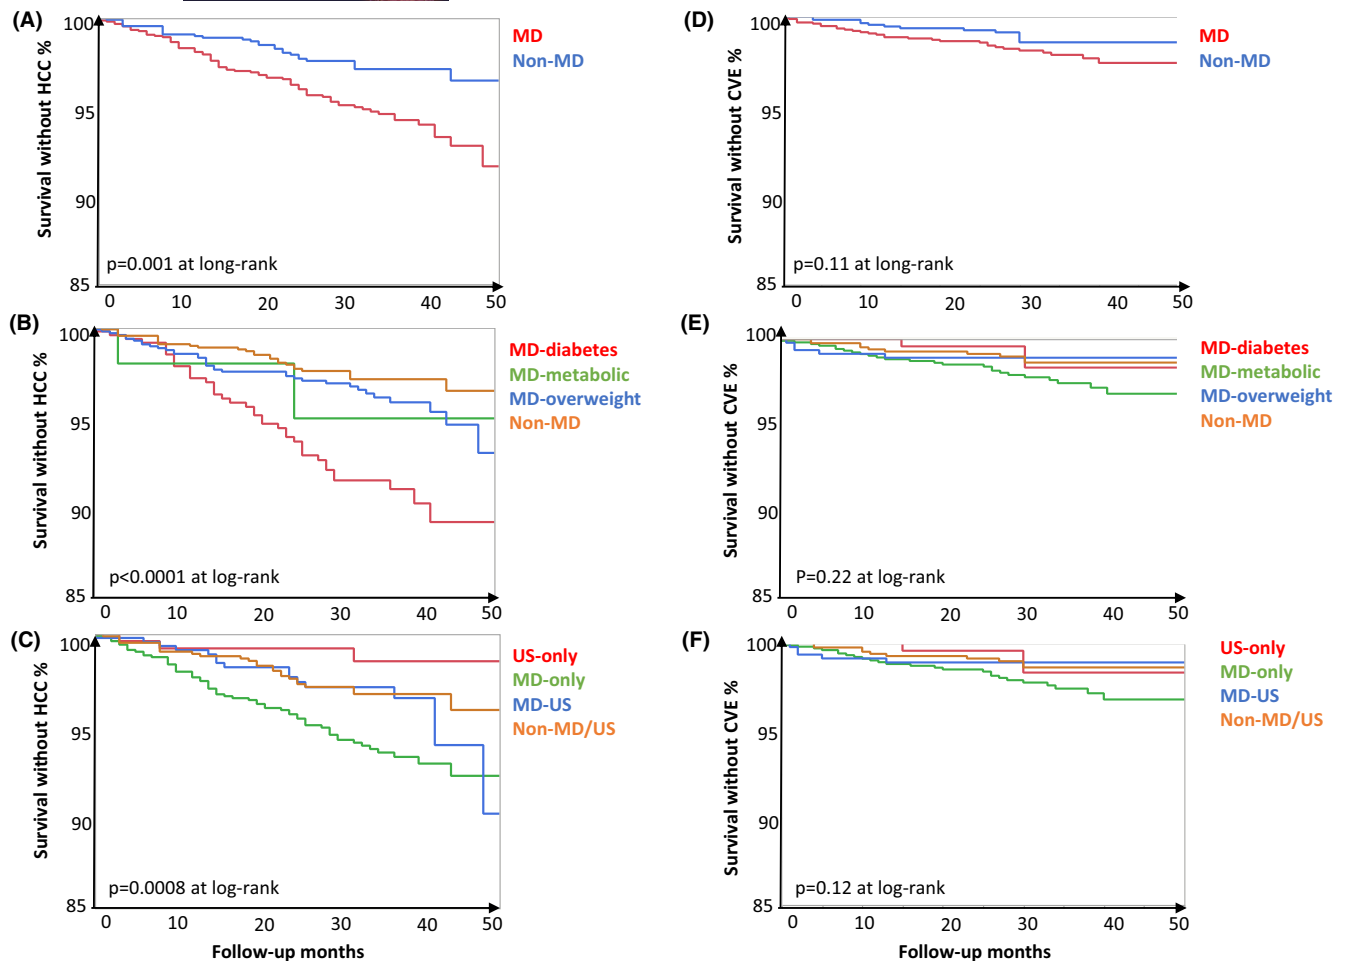 (A)
Survival without HCC %
100
95
90
85
p=0.001 at long-rank
0 10 20 30 40 50
MD
Non-MD
(D)
Survival without CVE %
100
95
90
85
p=0.11 at long-rank
0 10 20 30 40 50
MD
Non-MD
(B)
Survival without HCC %
100
95
90
85
p<0.0001 at log-rank
0 10 20 30 40 50
MD-diabetes
MD-metabolic
MD-overweight
Non-MD
(E)
Survival without CVE %
100
95
90
85
P=0.22 at log-rank
0 10 20 30 40 50
MD-diabetes
MD-metabolic
MD-overweight
Non-MD
(C)
Survival without HCC %
100
95
90
85
p=0.0008 at log-rank
0 10 20 30 40 50
Follow-up months
US-only
MD-only
MD-US
Non-MD/US
(F)
Survival without CVE %
100
95
90
85
p=0.12 at log-rank
0 10 20 30 40 50
Follow-up months
US-only
MD-only
MD-US
Non-MD/US